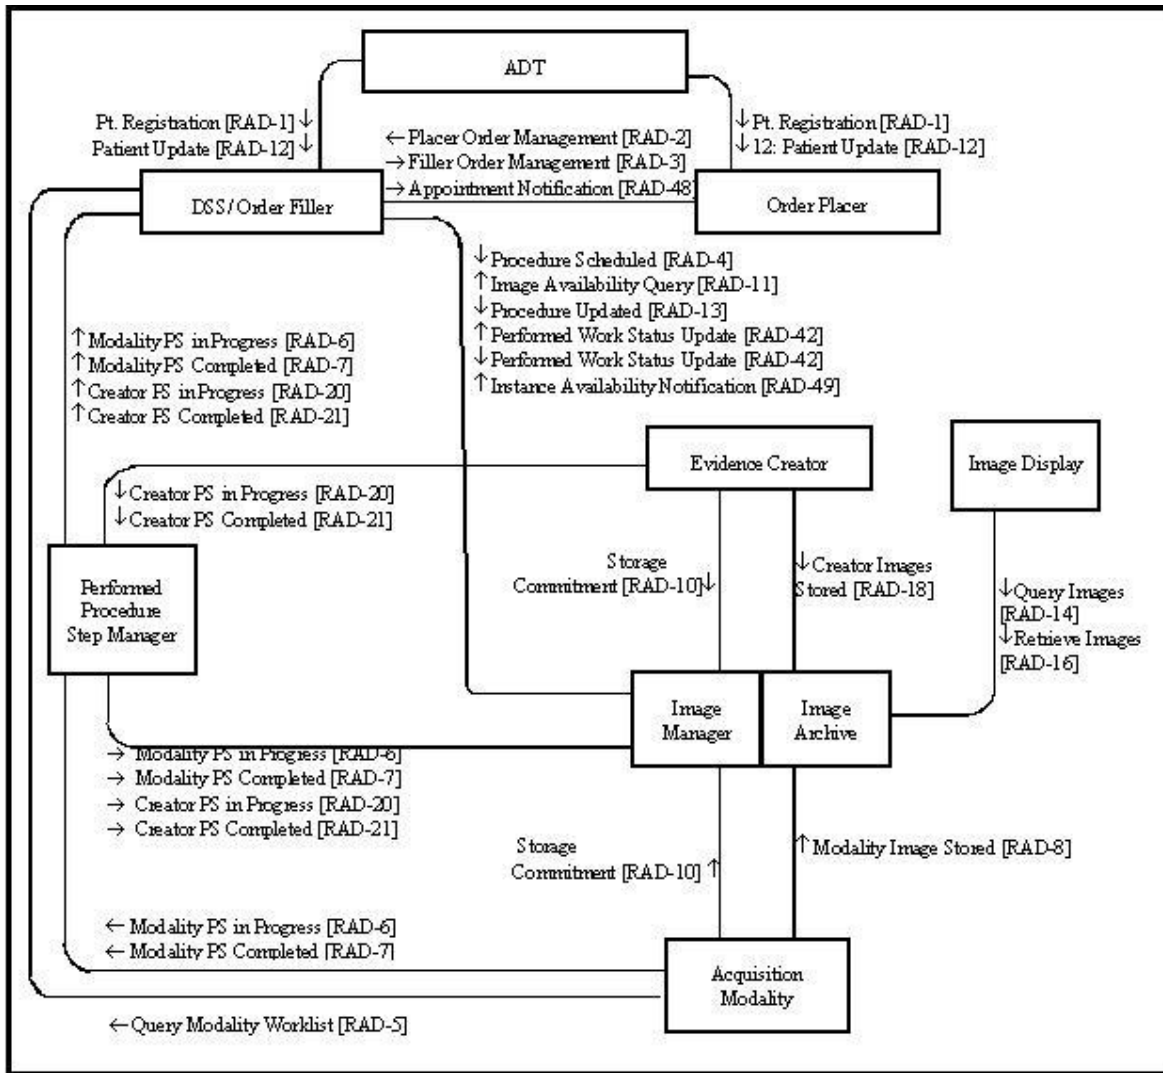 ADT
Pt. Registration [RAD-1] ↓
Patient Update [RAD-12] ↓
← Placer Order Management [RAD-2]
→ Filler Order Management [RAD-3]
→ Appointment Notification [RAD-48]
↓ Pt. Registration [RAD-1]
↓ 12: Patient Update [RAD-12]
DSS/ Order Filler
Order Placer
↓ Procedure Scheduled [RAD-4]
↑ Image Availability Query [RAD-11]
↓ Procedure Updated [RAD-13]
↑ Performed Work Status Update [RAD-42]
↓ Performed Work Status Update [RAD-42]
↑ Instance Availability Notification [RAD-49]
↑ Modality PS in Progress [RAD-6]
↑ Modality PS Completed [RAD-7]
↑ Creator PS in Progress [RAD-20]
↑ Creator PS Completed [RAD-21]
Evidence Creator
Image Display
↓ Creator PS in Progress [RAD-20]
↓ Creator PS Completed [RAD-21]
Storage
Commitment [RAD-10] ↓
↓ Creator Images
Stored [RAD-18]
↓ Query Images
[RAD-14]
↓ Retrieve Images
[RAD-16]
Performed
Procedure
Step Manager
Image
Manager
Image
Archive
→ Modality PS in Progress [RAD-6]
→ Modality PS Completed [RAD-7]
→ Creator PS in Progress [RAD-20]
→ Creator PS Completed [RAD-21]
Storage
Commitment [RAD-10] ↑
↑ Modality Image Stored [RAD-8]
← Modality PS in Progress [RAD-6]
← Modality PS Completed [RAD-7]
Acquisition
Modality
← Query Modality Worklist [RAD-5]